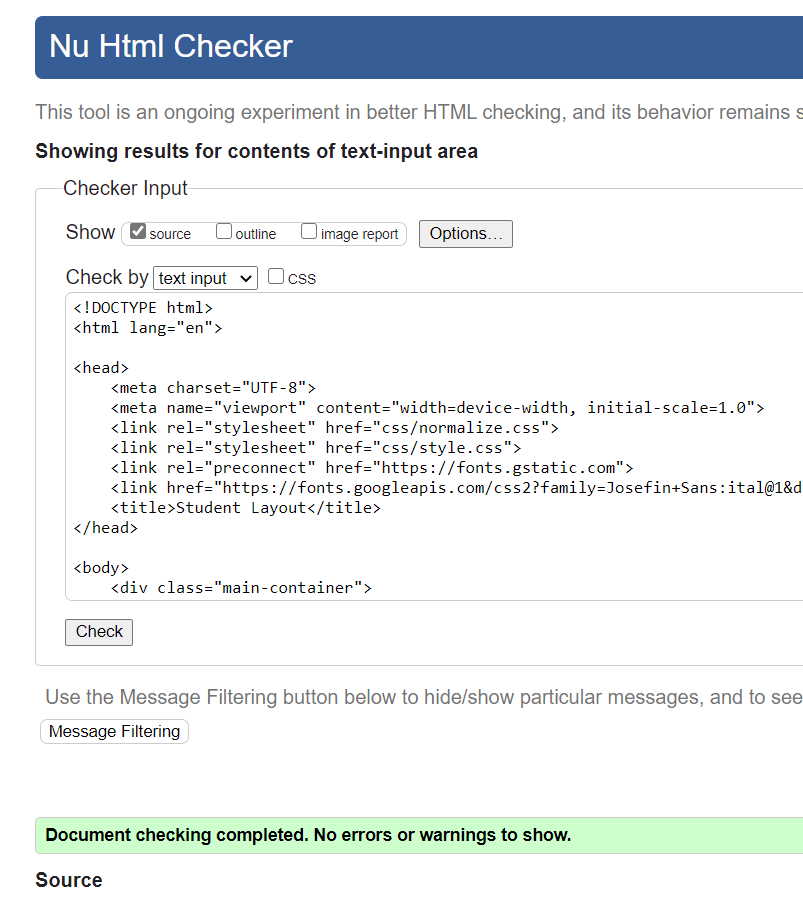 Nu Html Checker
This tool is an ongoing experiment in better HTML checking, and its behavior remains s
Showing results for contents of text-input area
Checker Input
Show source outline image report Options...
Check by text input CSS
<!DOCTYPE html>
<html lang="en">
<head>
    <meta charset="UTF-8">
    <meta name="viewport" content="width=device-width, initial-scale=1.0">
    <link rel="stylesheet" href="css/normalize.css">
    <link rel="stylesheet" href="css/style.css">
    <link rel="preconnect" href="https://fonts.gstatic.com">
    <link href="https://fonts.googleapis.com/css2?family=Josefin+Sans:ital@1&d
    <title>Student Layout</title>
</head>
<body>
    <div class="main-container">
Check
Use the Message Filtering button below to hide/show particular messages, and to see
Message Filtering
Document checking completed. No errors or warnings to show.
Source